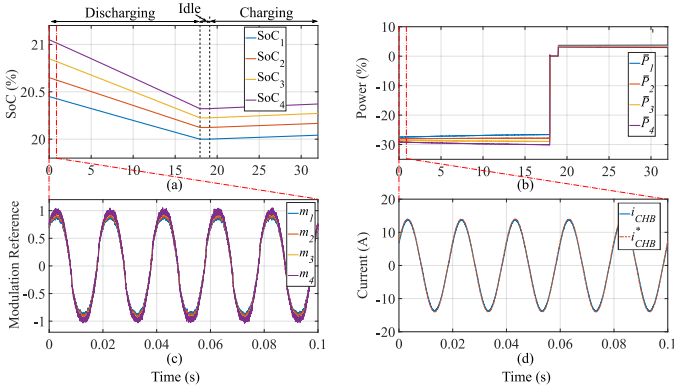 Discharging Idle Charging
SoC (%)
21
20.5
20
SoC1
SoC2
SoC3
SoC4
0 5 10 15 20 25 30
(a)
Power (%)
10
0
-10
-20
-30
P̄1
P̄2
P̄3
P̄4
0 5 10 15 20 25 30
(b)
Modulation Reference
1
0.5
0
-0.5
-1
m1
m2
m3
m4
0 0.02 0.04 0.06 0.08 0.1
(c)
Time (s)
Current (A)
20
10
0
-10
-20
iCHB
i*CHB
0 0.02 0.04 0.06 0.08 0.1
(d)
Time (s)